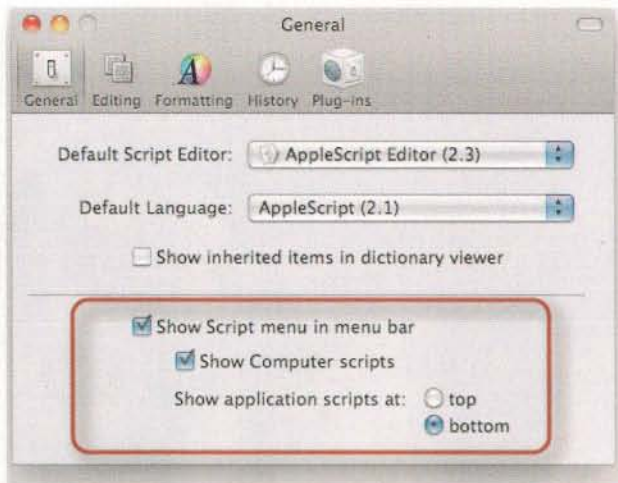 General
General Editing Formatting History Plug-ins
Default Script Editor: AppleScript Editor (2.3)
Default Language: AppleScript (2.1)
Show inherited items in dictionary viewer
Show Script menu in menu bar
Show Computer scripts
Show application scripts at: top
bottom